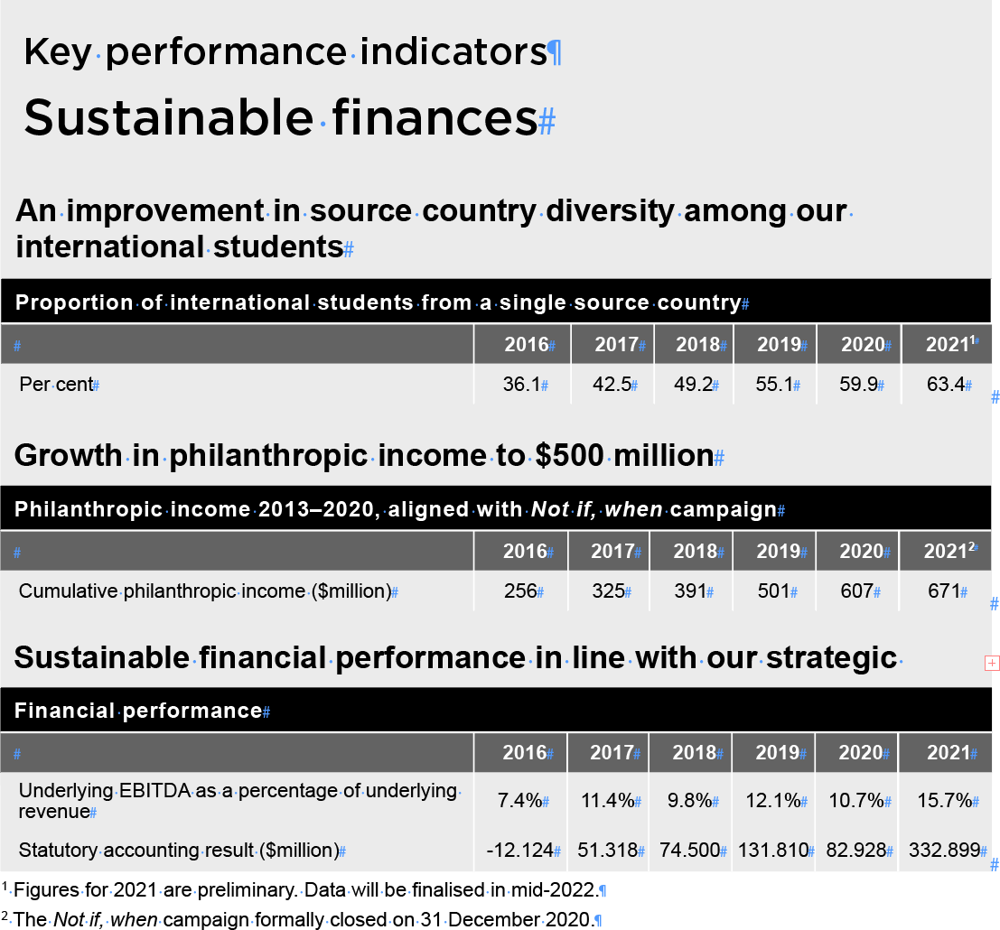 Key performance indicators¶
Sustainable finances#
An improvement in source country diversity among our
international students#
Proportion of international students from a single source country#
# 2016# 2017# 2018# 2019# 2020# 2021¹#
Per cent# 36.1# 42.5# 49.2# 55.1# 59.9# 63.4# #
Growth in philanthropic income to $500 million#
Philanthropic income 2013–2020, aligned with Not if, when campaign#
# 2016# 2017# 2018# 2019# 2020# 2021²#
Cumulative philanthropic income ($million)# 256# 325# 391# 501# 607# 671# #
Sustainable financial performance in line with our strategic
Financial performance#
# 2016# 2017# 2018# 2019# 2020# 2021#
Underlying EBITDA as a percentage of underlying
revenue# 7.4%# 11.4%# 9.8%# 12.1%# 10.7%# 15.7%#
Statutory accounting result ($million)# -12.124# 51.318# 74.500# 131.810# 82.928# 332.899# #
¹ Figures for 2021 are preliminary. Data will be finalised in mid-2022.¶
² The Not if, when campaign formally closed on 31 December 2020.¶